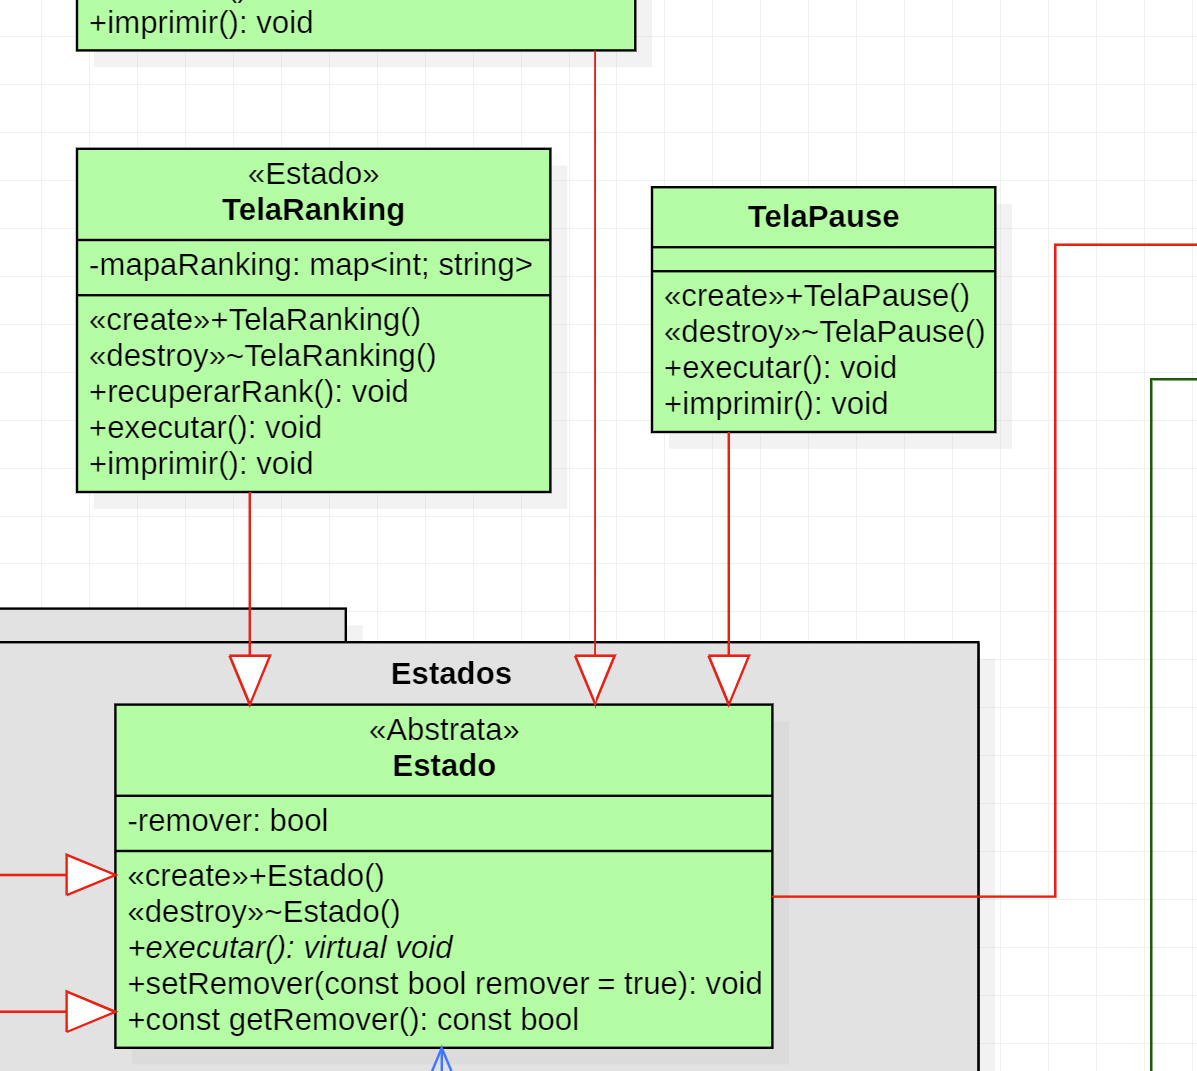 +imprimir(): void
«Estado»
TelaRanking
-mapaRanking: map<int; string>
«create»+TelaRanking()
«destroy»~TelaRanking()
+recuperarRank(): void
+executar(): void
+imprimir(): void
TelaPause
«create»+TelaPause()
«destroy»~TelaPause()
+executar(): void
+imprimir(): void
Estados
«Abstrata»
Estado
-remover: bool
«create»+Estado()
«destroy»~Estado()
+executar(): virtual void
+setRemover(const bool remover = true): void
+const getRemover(): const bool